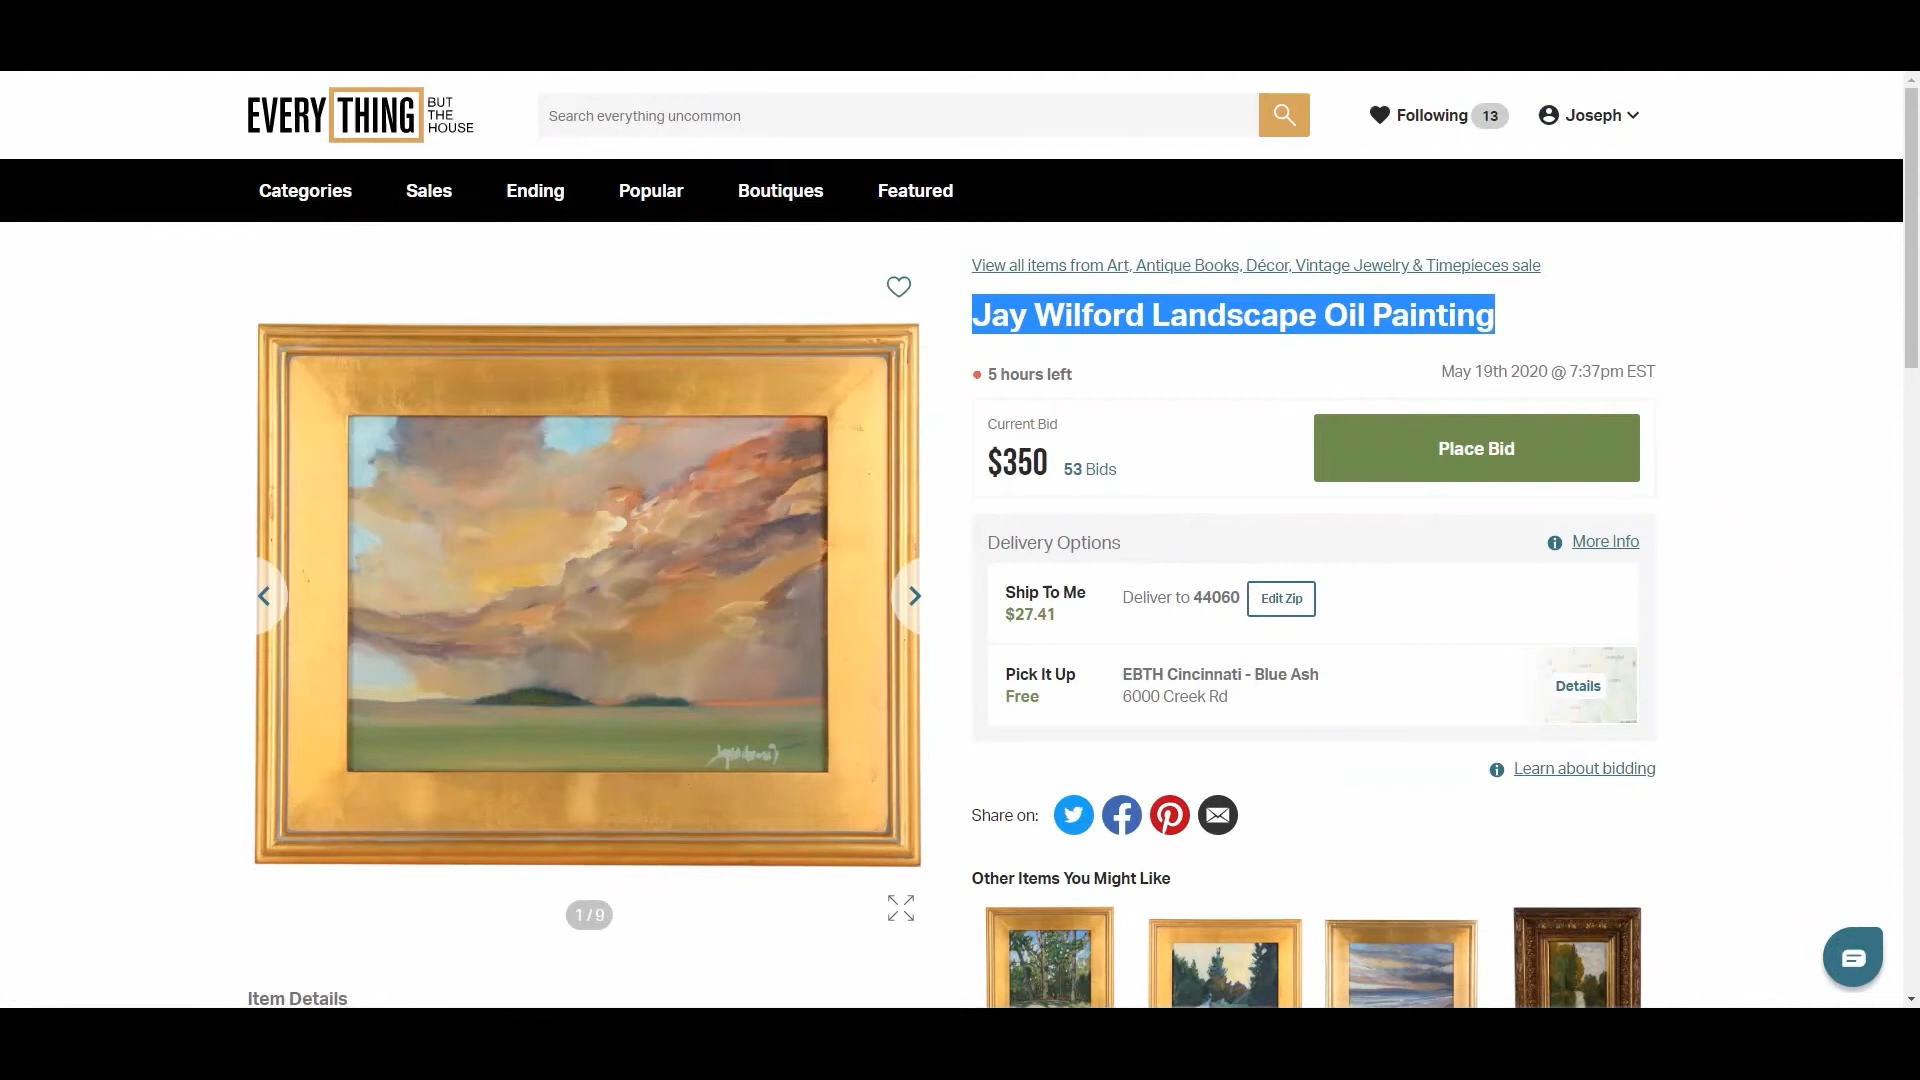 EVERY THING BUT THE HOUSE
Search everything uncommon
Following 13
Joseph
Categories Sales Ending Popular Boutiques Featured
View all items from Art, Antique Books, Décor, Vintage Jewelry & Timepieces sale
Jay Wilford Landscape Oil Painting
5 hours left
May 19th 2020 @ 7:37pm EST
Current Bid
$350 53 Bids
Place Bid
Delivery Options
More Info
Ship To Me
$27.41
Deliver to 44060
Edit Zip
Pick It Up
Free
EBTH Cincinnati - Blue Ash
6000 Creek Rd
Details
Learn about bidding
Share on:
Other Items You Might Like
1 / 9
Item Details